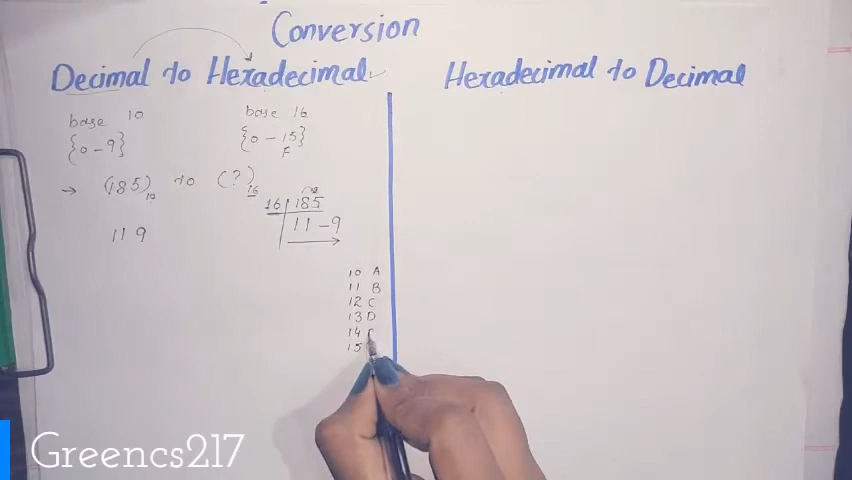 Conversion
Decimal to Hexadecimal
base 10 base 16
{0-9} {0-15}
F
→ (185)10 to (?)16
16 185
11 - 9
11 9
10 A
11 B
12 C
13 D
14
15
Hexadecimal to Decimal
Greencs217